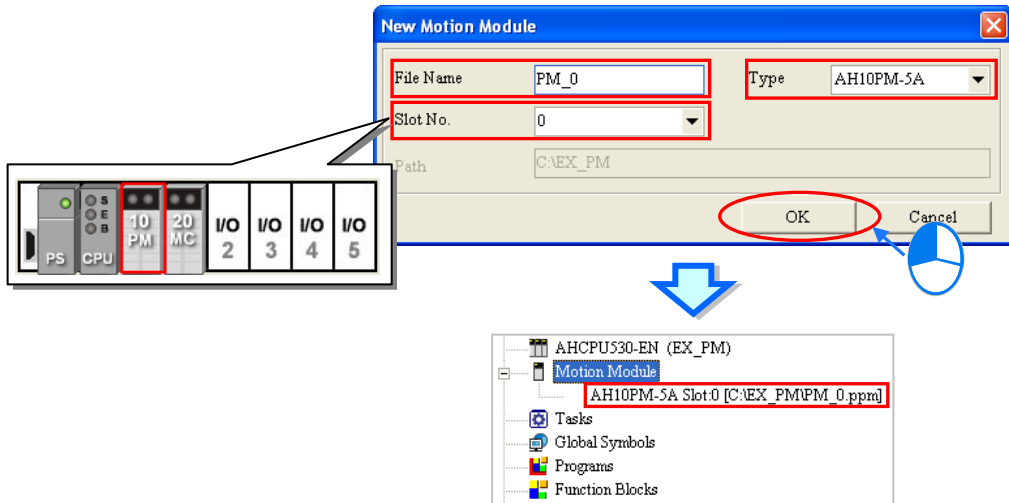 New Motion Module
File Name PM_0 Type AH10PM-5A
Slot No. 0
Path C:\EX_PM
OK Cancel
PS CPU 10 PM 20 MC I/O 2 I/O 3 I/O 4 I/O 5
S
E
B
AHCPU530-EN (EX_PM)
Motion Module
AH10PM-5A Slot:0 [C:\EX_PM\PM_0.ppm]
Tasks
Global Symbols
Programs
Function Blocks